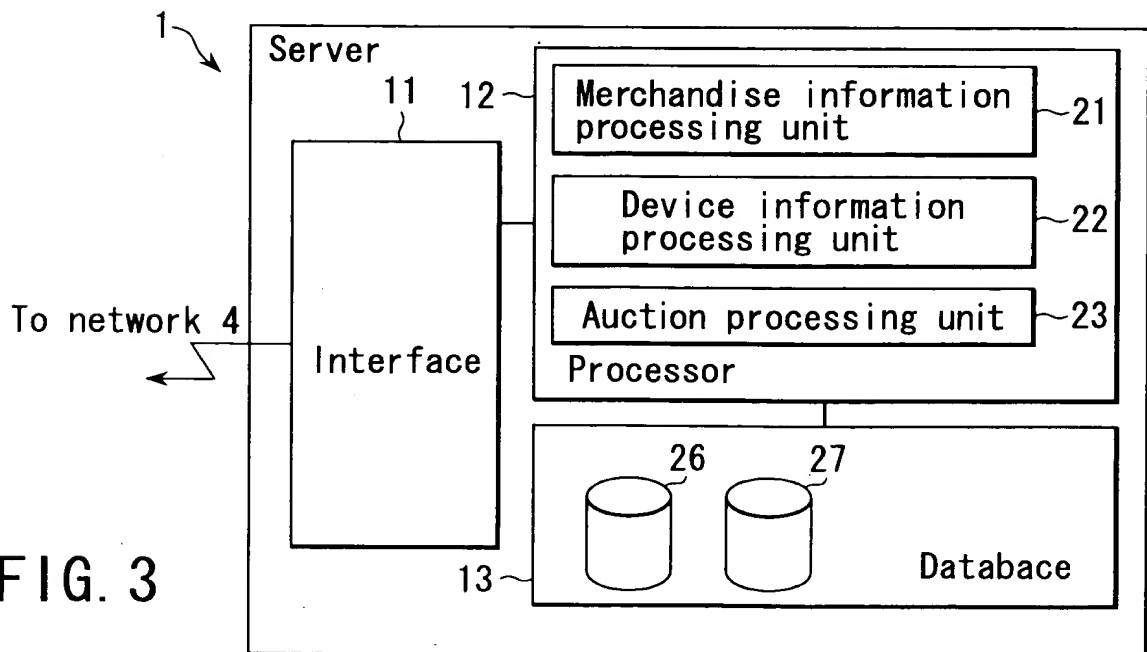 1
Server
11
12
Merchandise information
processing unit
21
Device information
processing unit
22
Auction processing unit
23
Processor
To network 4
Interface
26
27
13
Databace
FIG. 3